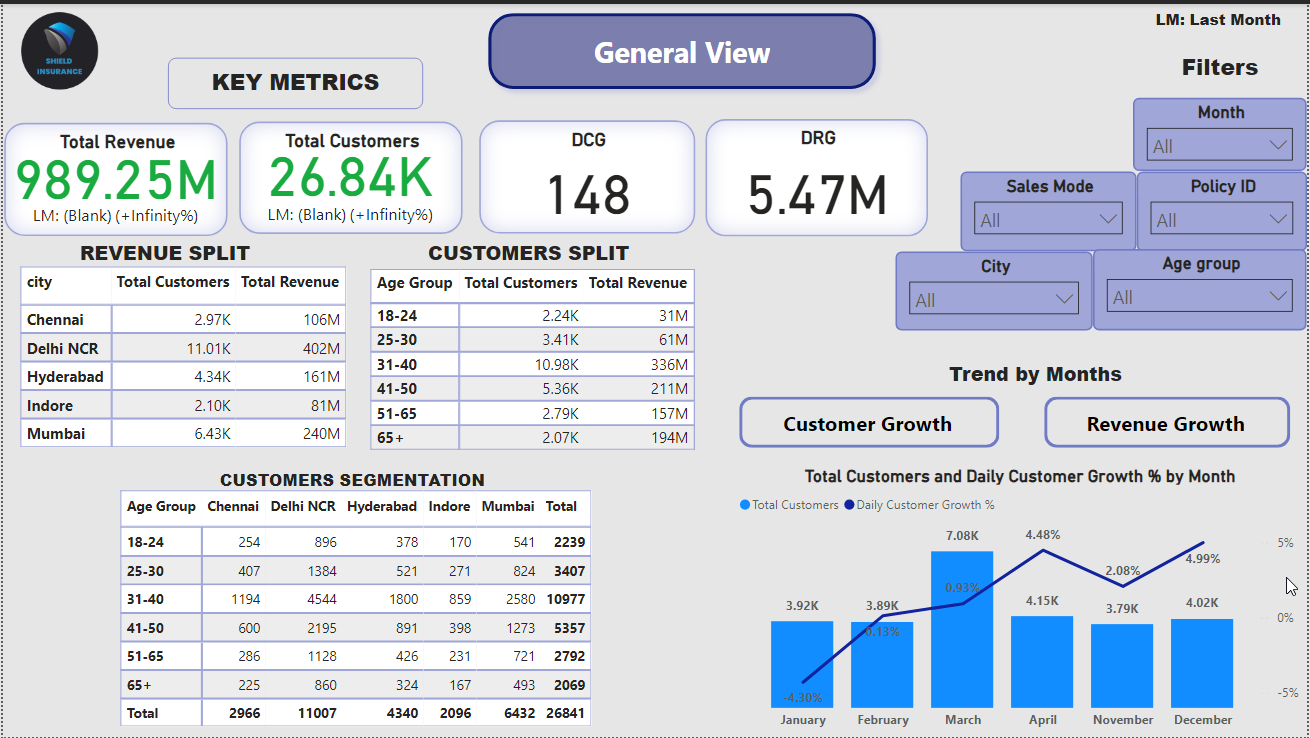 SHIELD
INSURANCE
KEY METRICS
General View
LM: Last Month
Filters
Month
All
Sales Mode
All
Policy ID
All
City
All
Age group
All
Total Revenue
989.25M
LM: (Blank) (+Infinity%)
Total Customers
26.84K
LM: (Blank) (+Infinity%)
DCG
148
DRG
5.47M
REVENUE SPLIT
city Total Customers Total Revenue
Chennai 2.97K 106M
Delhi NCR 11.01K 402M
Hyderabad 4.34K 161M
Indore 2.10K 81M
Mumbai 6.43K 240M
CUSTOMERS SPLIT
Age Group Total Customers Total Revenue
18-24 2.24K 31M
25-30 3.41K 61M
31-40 10.98K 336M
41-50 5.36K 211M
51-65 2.79K 157M
65+ 2.07K 194M
CUSTOMERS SEGMENTATION
Age Group Chennai Delhi NCR Hyderabad Indore Mumbai Total
18-24 254 896 378 170 541 2239
25-30 407 1384 521 271 824 3407
31-40 1194 4544 1800 859 2580 10977
41-50 600 2195 891 398 1273 5357
51-65 286 1128 426 231 721 2792
65+ 225 860 324 167 493 2069
Total 2966 11007 4340 2096 6432 26841
Trend by Months
Customer Growth
Revenue Growth
Total Customers and Daily Customer Growth % by Month
Total Customers Daily Customer Growth %
7.08K
4.48%
5%
4.99%
2.08%
0.93%
3.92K
3.89K
4.15K
3.79K
4.02K
0%
0.13%
-4.30%
-5%
January February March April November December